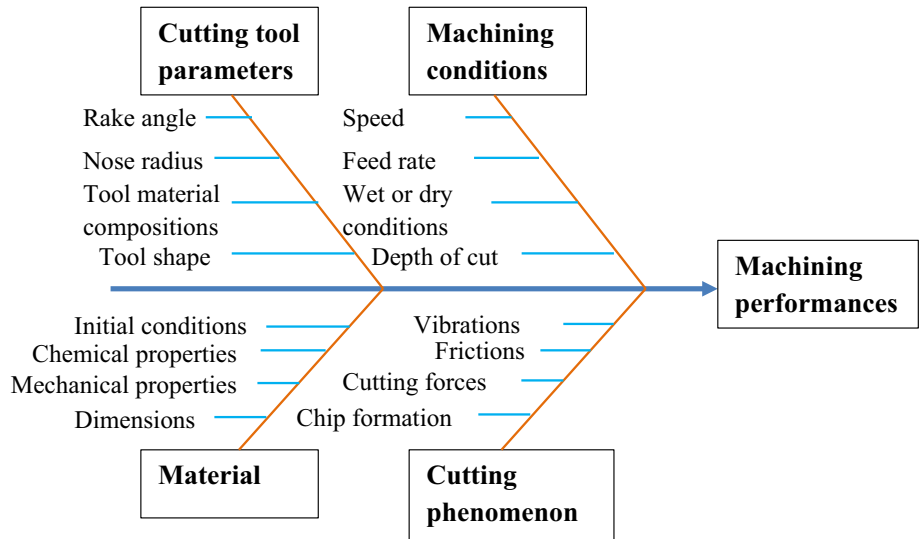 Cutting tool
parameters
Machining
conditions
Rake angle
Nose radius
Tool material
compositions
Tool shape
Speed
Feed rate
Wet or dry
conditions
Depth of cut
Machining
performances
Initial conditions
Chemical properties
Mechanical properties
Dimensions
Vibrations
Frictions
Cutting forces
Chip formation
Material
Cutting
phenomenon